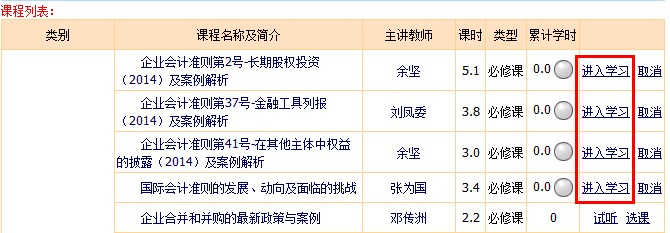 课程列表：
类别 课程名称及简介 主讲教师 课时 类型 累计学时
企业会计准则第2号-长期股权投资
（2014）及案例解析 余坚 5.1 必修课 0.0 进入学习 取消
企业会计准则第37号-金融工具列报
（2014）及案例解析 刘凤委 3.8 必修课 0.0 进入学习 取消
企业会计准则第41号-在其他主体中权益
的披露（2014）及案例解析 余坚 3.0 必修课 0.0 进入学习 取消
国际会计准则的发展、动向及面临的挑战 张为国 3.4 必修课 0.0 进入学习 取消
企业合并和并购的最新政策与案例 邓传洲 2.2 必修课 0 试听 选课